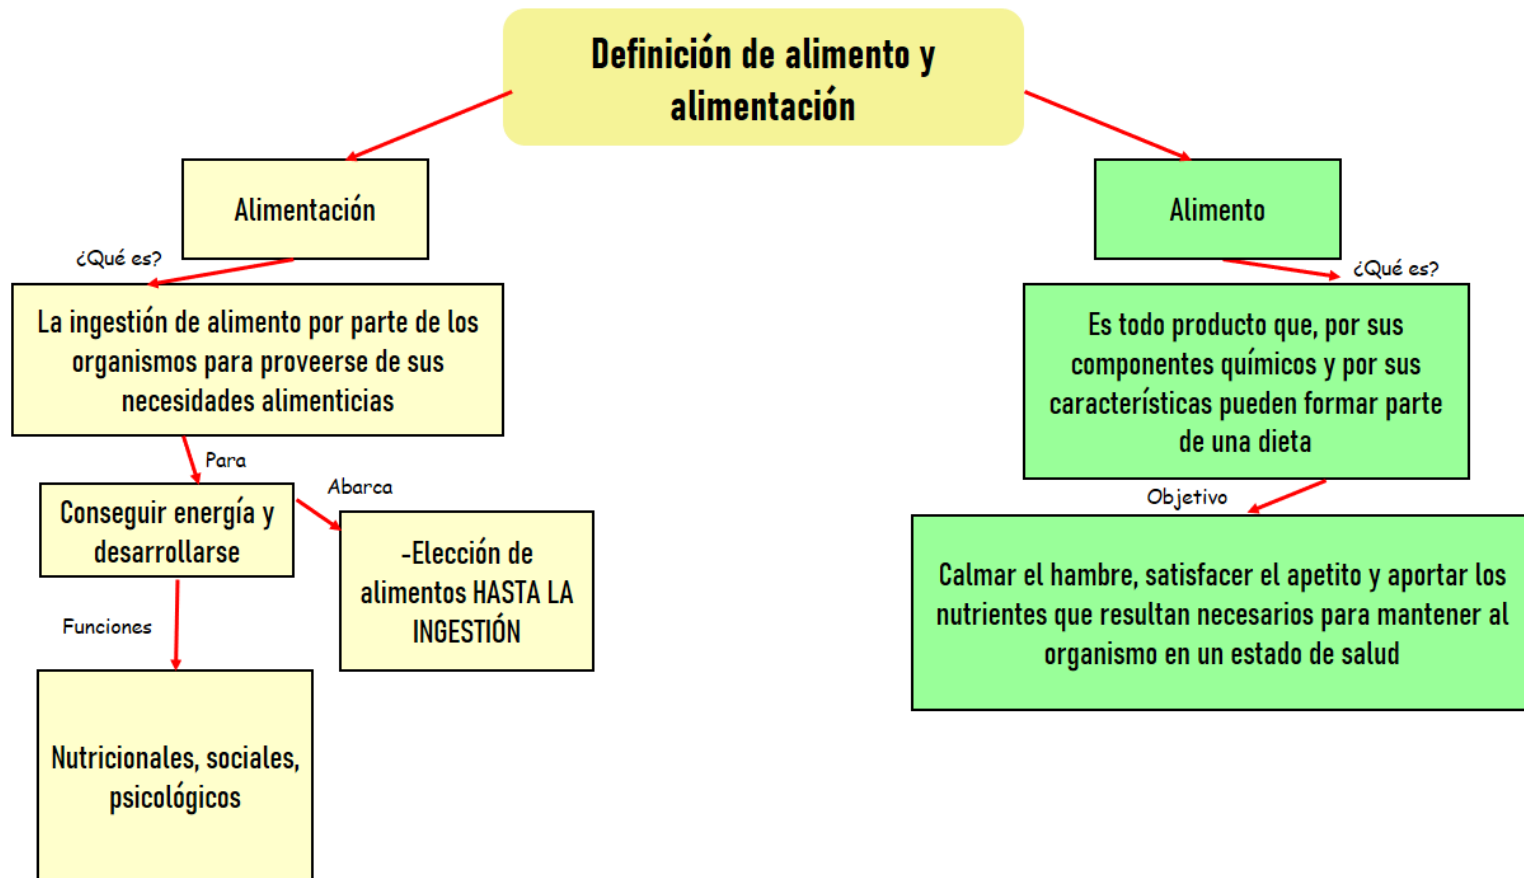 Definición de alimento y
alimentación
Alimentación
¿Qué es?
La ingestión de alimento por parte de los
organismos para proveerse de sus
necesidades alimenticias
Para
Conseguir energía y
desarrollarse
Abarca
-Elección de
alimentos HASTA LA
INGESTIÓN
Funciones
Nutricionales, sociales,
psicológicos
Alimento
¿Qué es?
Es todo producto que, por sus
componentes químicos y por sus
características pueden formar parte
de una dieta
Objetivo
Calmar el hambre, satisfacer el apetito y aportar los
nutrientes que resultan necesarios para mantener al
organismo en un estado de salud